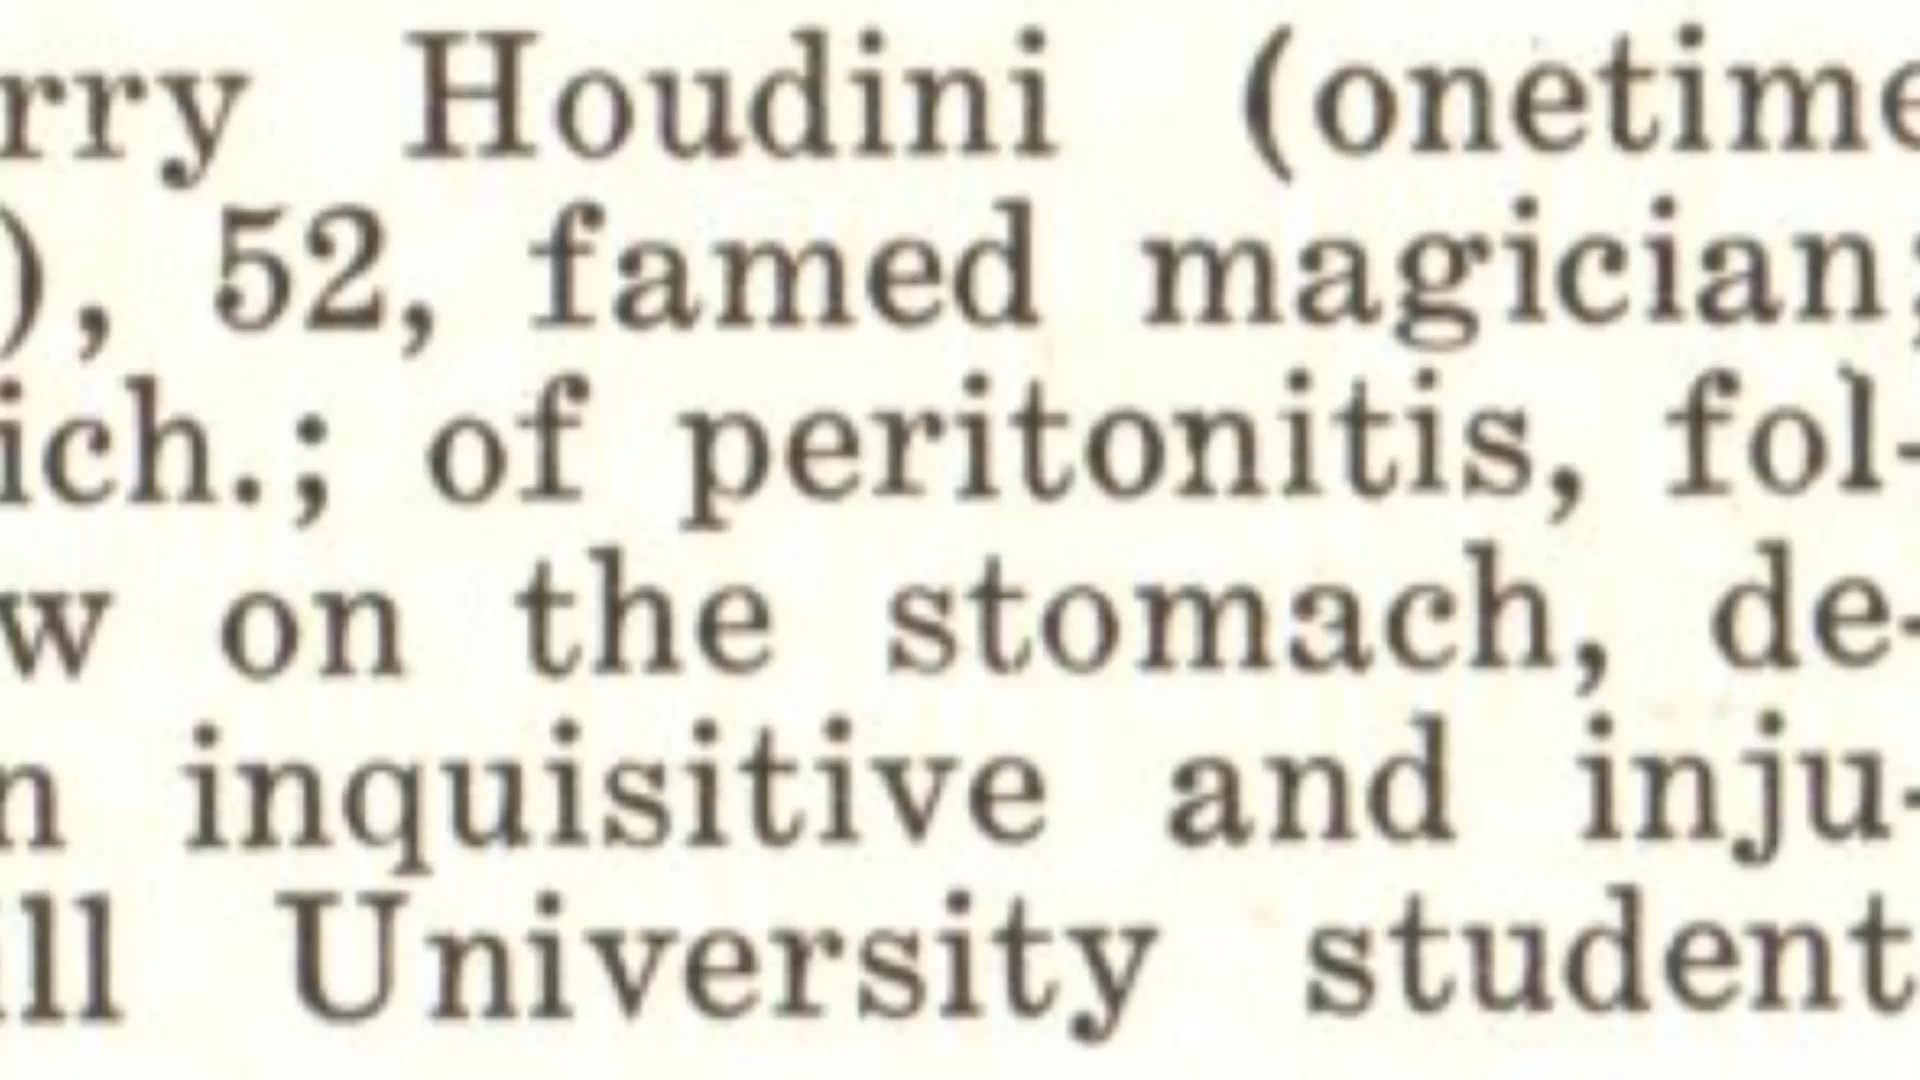 rry Houdini (onetime
), 52, famed magician;
ich.; of peritonitis, fol-
w on the stomach, de-
n inquisitive and inju-
ill University student